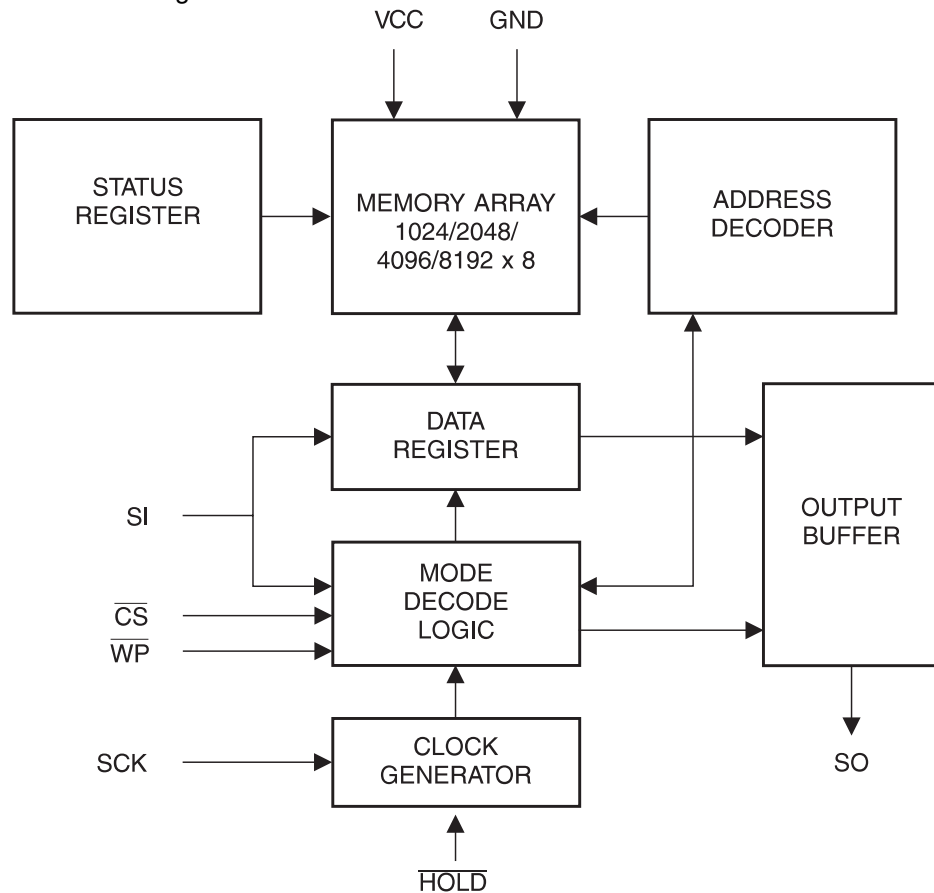 VCC GND
STATUS
REGISTER
MEMORY ARRAY
1024/2048/
4096/8192 x 8
ADDRESS
DECODER
DATA
REGISTER
SI
MODE
DECODE
LOGIC
OUTPUT
BUFFER
CS
WP
SCK
CLOCK
GENERATOR
SO
HOLD